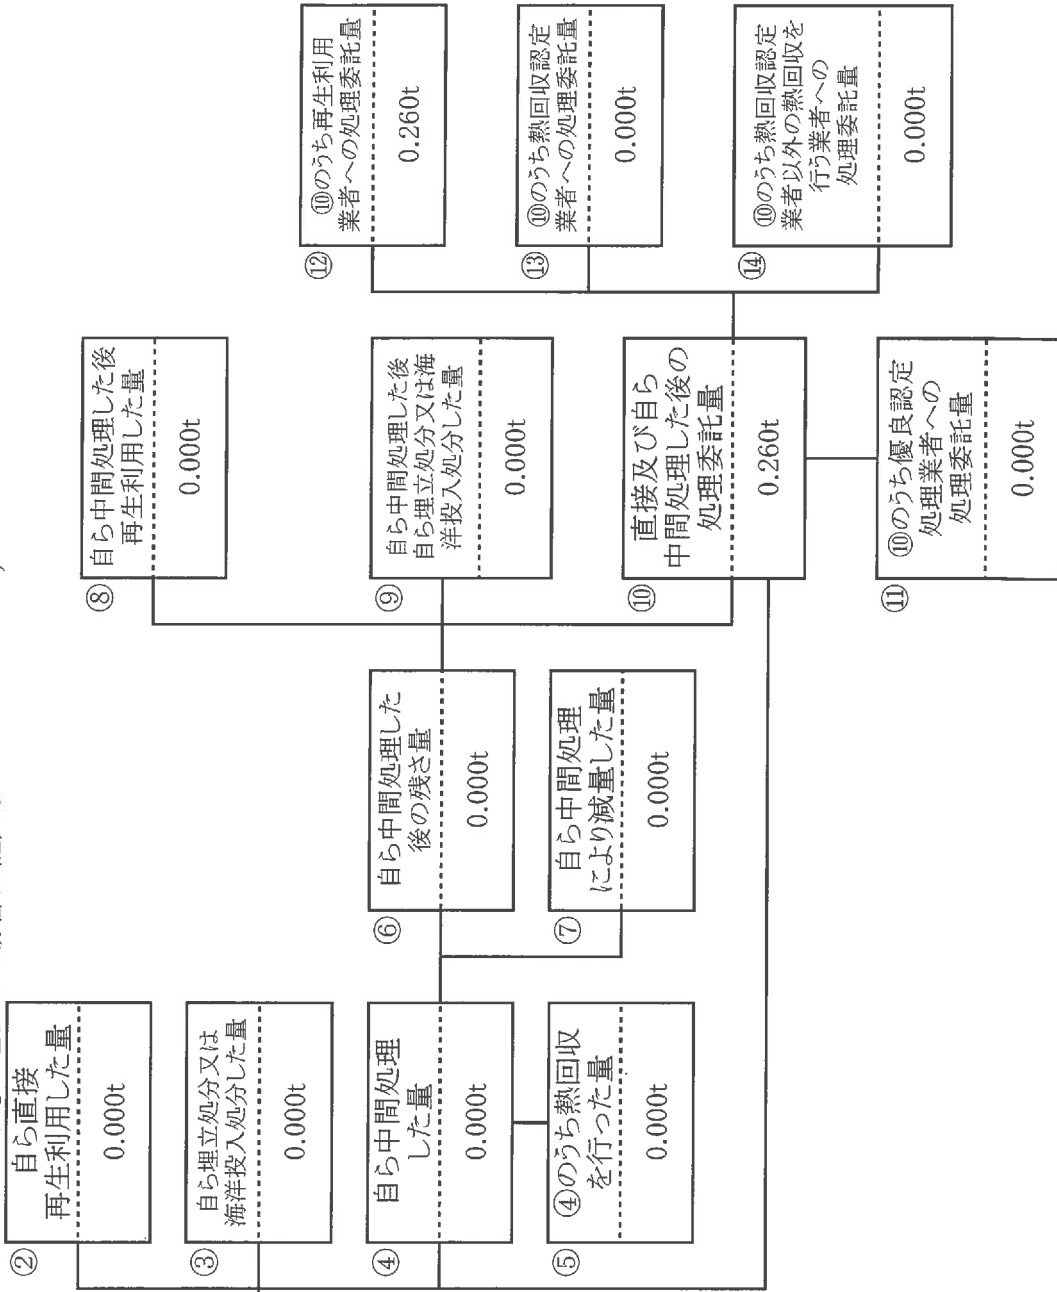 ②
自ら直接
再生利用した量
0.000t
③
自ら埋立処分又は
海洋投入処分した量
0.000t
④
自ら中間処理
した量
0.000t
⑤
④のうち熱回収
を行った量
0.000t
⑥
自ら中間処理した
後の残さ量
0.000t
⑦
自ら中間処理
により減量した量
0.000t
⑧
自ら中間処理した後
再生利用した量
0.000t
⑨
自ら中間処理した後
自ら埋立処分又は海
洋投入処分した量
0.000t
⑩
直接及び自ら
中間処理した後の
処理委託量
0.260t
⑪
⑩のうち優良認定
処理業者への
処理委託量
0.000t
⑫
⑩のうち再生利用
業者への処理委託量
0.260t
⑬
⑩のうち熱回収認定
業者への処理委託量
0.000t
⑭
⑩のうち熱回収認定
業者以外の熱回収を
行う業者への
処理委託量
0.000t